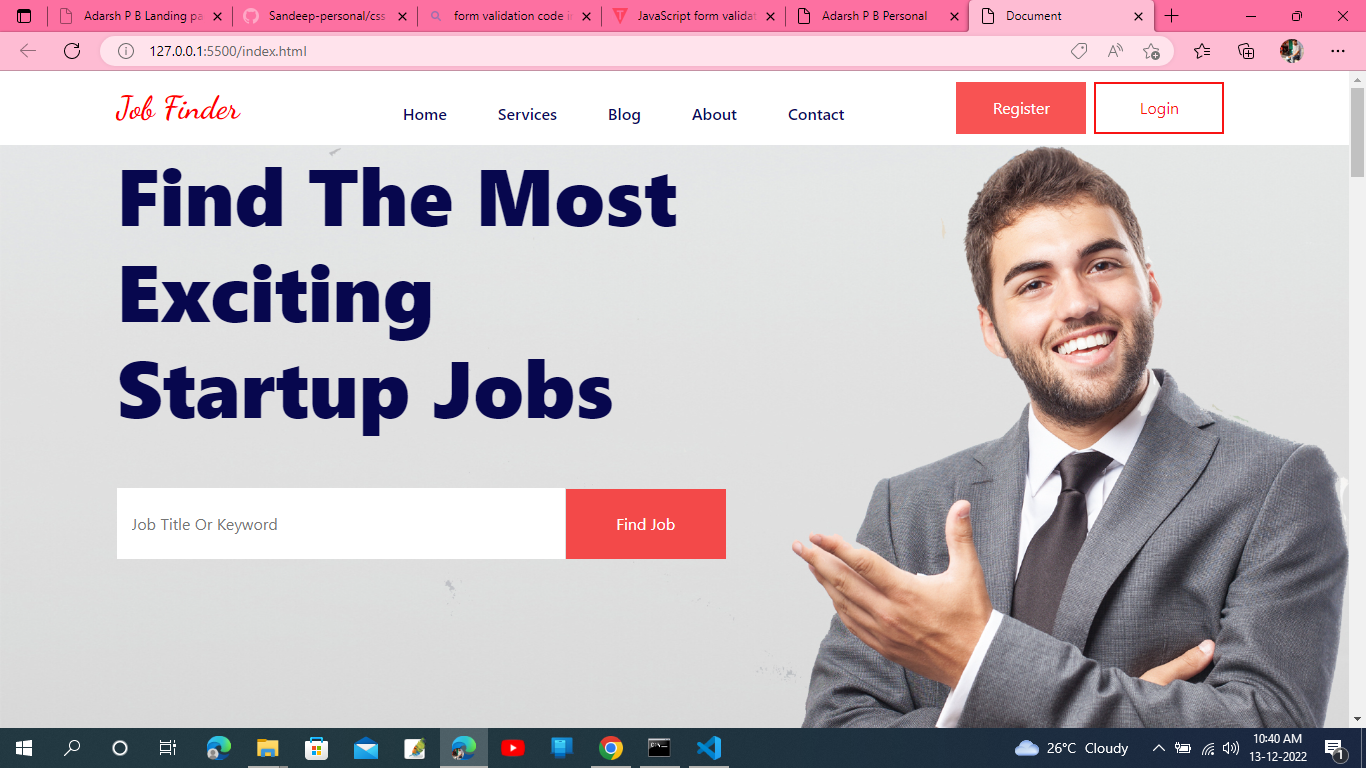 Adarsh P B Landing pa
Sandeep-personal/css
form validation code i
JavaScript form validat
Adarsh P B Personal
Document
127.0.0.1:5500/index.html
Job Finder
Home
Services
Blog
About
Contact
Register
Login
Find The Most
Exciting
Startup Jobs
Job Title Or Keyword
Find Job
26°C Cloudy
10:40 AM
13-12-2022
1